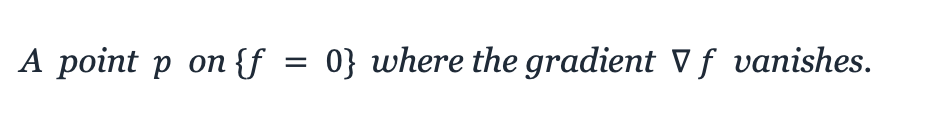 A point p on {f = 0} where the gradient ∇ f vanishes.